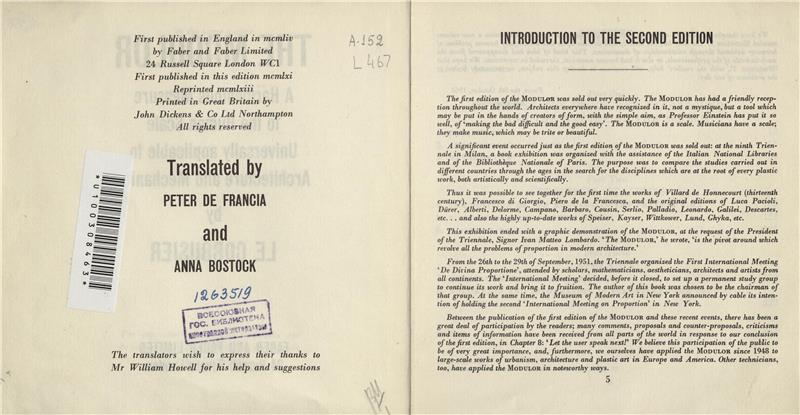 First published in England in mcmliv
by Faber and Faber Limited
24 Russell Square London WC1
First published in this edition mcmlxi
Reprinted mcmlxiii
Printed in Great Britain by
John Dickens & Co Ltd Northampton
All rights reserved
A-152
L 467
Translated by
PETER DE FRANCIA
and
ANNA BOSTOCK
*U100308463*
1263519
ВСЕСОЮЗНАЯ
ГОС. БИБЛИОТЕКА
The translators wish to express their thanks to
Mr William Howell for his help and suggestions
INTRODUCTION TO THE SECOND EDITION
The first edition of the MODULOR was sold out very quickly. The MODULOR has had a friendly recep-
tion throughout the world. Architects everywhere have recognized in it, not a mystique, but a tool which
may be put in the hands of creators of form, with the simple aim, as Professor Einstein has put it so
well, of 'making the bad difficult and the good easy'. The MODULOR is a scale. Musicians have a scale;
they make music, which may be trite or beautiful.
A significant event occurred just as the first edition of the MODULOR was sold out: at the ninth Trien-
nale in Milan, a book exhibition was organized with the assistance of the Italian National Libraries
and of the Bibliothèque Nationale of Paris. The purpose was to compare the studies carried out in
different countries through the ages in the search for the disciplines which are at the root of every plastic
work, both artistically and scientifically.
Thus it was possible to see together for the first time the works of Villard de Honnecourt (thirteenth
century), Francesco di Giorgio, Piero de la Francesca, and the original editions of Luca Pacioli,
Dürer, Alberti, Delorme, Campano, Barbaro, Cousin, Serlio, Palladio, Leonardo, Galilei, Descartes,
etc. . . and also the highly up-to-date works of Speiser, Kayser, Wittkower, Lund, Ghyka, etc.
This exhibition ended with a graphic demonstration of the MODULOR, at the request of the President
of the Triennale, Signor Ivan Matteo Lombardo. 'The MODULOR,' he wrote, 'is the pivot around which
revolve all the problems of proportion in modern architecture.'
From the 26th to the 29th of September, 1951, the Triennale organised the First International Meeting
'De Divina Proportione', attended by scholars, mathematicians, aestheticians, architects and artists from
all continents. The 'International Meeting' decided, before it closed, to set up a permanent study group
to continue its work and bring it to fruition. The author of this book was chosen to be the chairman of
that group. At the same time, the Museum of Modern Art in New York announced by cable its inten-
tion of holding the second 'International Meeting on Proportion' in New York.
Between the publication of the first edition of the MODULOR and these recent events, there has been a
great deal of participation by the readers; many comments, proposals and counter-proposals, criticisms
and items of information have been received from all parts of the world in response to our conclusion
of the first edition, in Chapter 8: 'Let the user speak next!' We believe this participation of the public to
be of very great importance, and, furthermore, we ourselves have applied the MODULOR since 1948 to
large-scale works of urbanism, architecture and plastic art in Europe and America. Other technicians,
too, have applied the MODULOR in noteworthy ways.
5